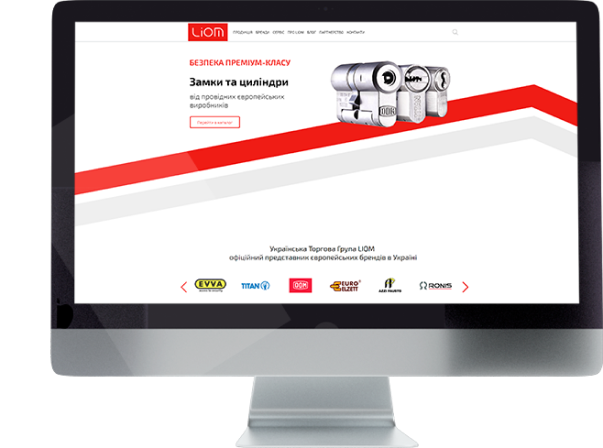 LIOM
ПРОДУКЦІЯ БРЕНДИ СЕРВІС ПРО LIOM БЛОГ ПАРТНЕРСТВО КОНТАКТИ
БЕЗПЕКА ПРЕМІУМ-КЛАСУ
Замки та циліндри
від провідних європейських
виробників
Перейти в каталог
DOM
Українська Торгова Група LIOM
офіційний представник європейських брендів в Україні
EVVA
TITAN
DOM
EURO
ELZETT
RONIS